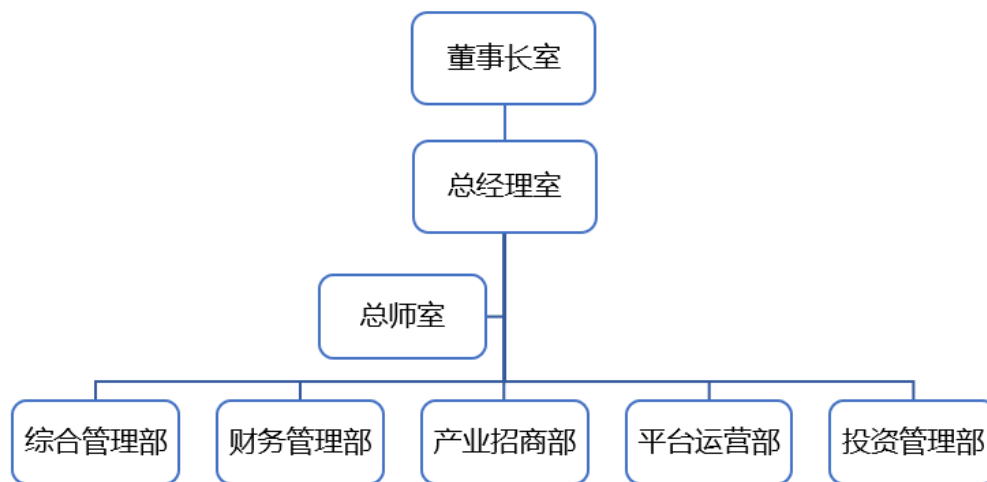 董事长室
总经理室
总师室
综合管理部
财务管理部
产业招商部
平台运营部
投资管理部